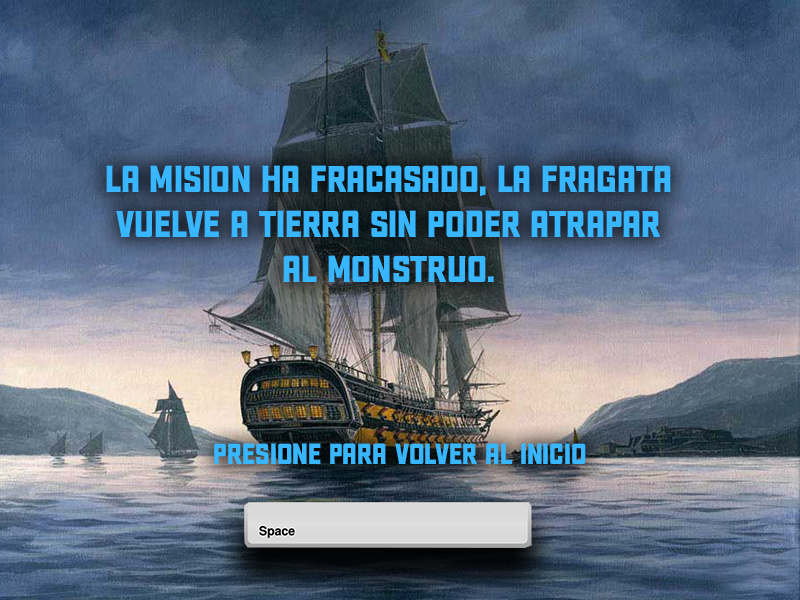 LA MISION HA FRACASADO, LA FRAGATA
VUELVE A TIERRA SIN PODER ATRAPAR
AL MONSTRUO.
PRESIONE PARA VOLVER AL INICIO
Space